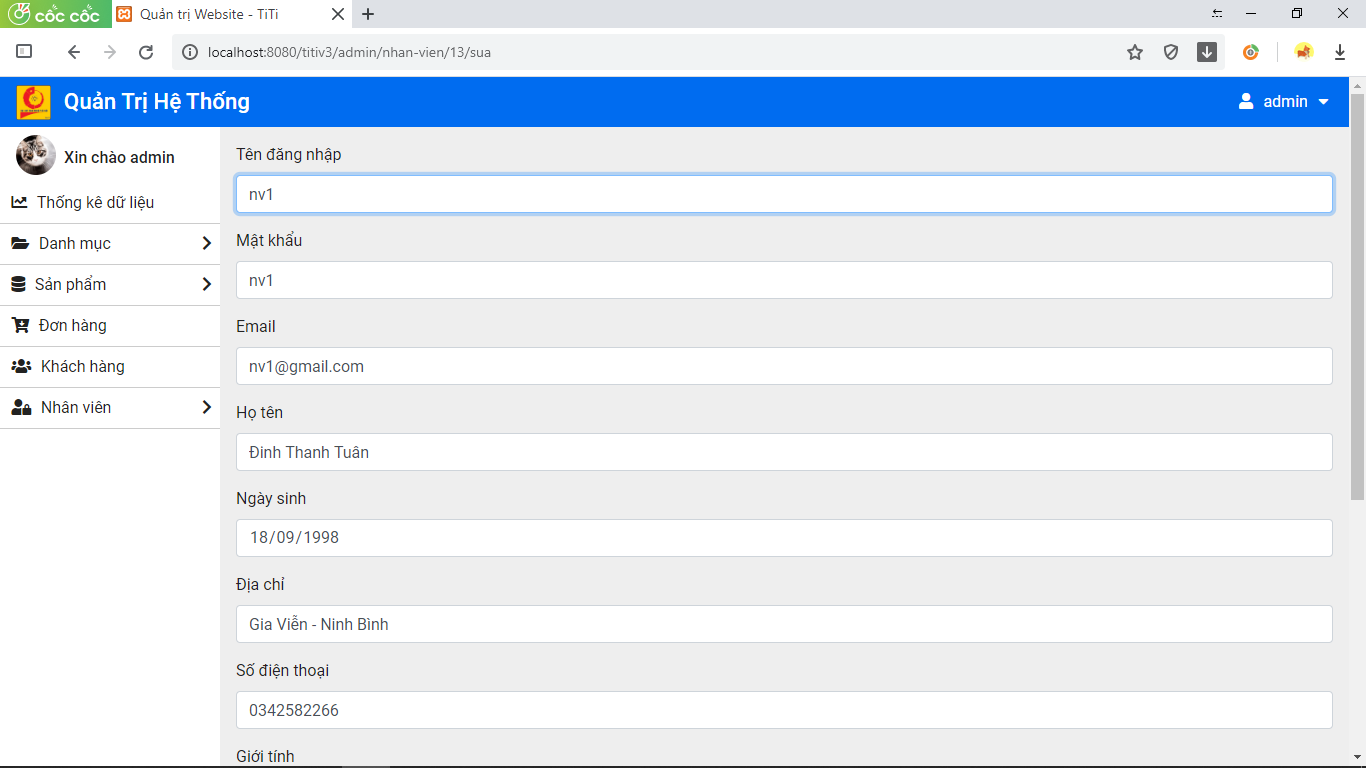 cốc cốc
Quản trị Website - TiTi
localhost:8080/titiv3/admin/nhan-vien/13/sua
Quản Trị Hệ Thống
admin
Xin chào admin
Thống kê dữ liệu
Danh mục
Sản phẩm
Đơn hàng
Khách hàng
Nhân viên
Tên đăng nhập
nv1
Mật khẩu
nv1
Email
nv1@gmail.com
Họ tên
Đinh Thanh Tuân
Ngày sinh
18/09/1998
Địa chỉ
Gia Viễn - Ninh Bình
Số điện thoại
0342582266
Giới tính